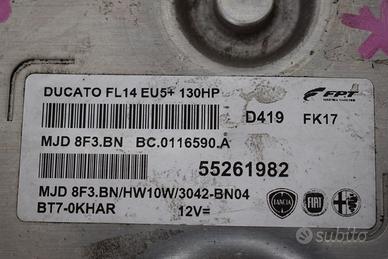 DUCATO FL14 EU5+ 130HP
FPT
D419 FK17
MJD 8F3.BN BC.0116590.A
55261982
MJD 8F3.BN/HW10W/3042-BN04
BT7-0KHAR 12V=
LANCIA FIAT
subito